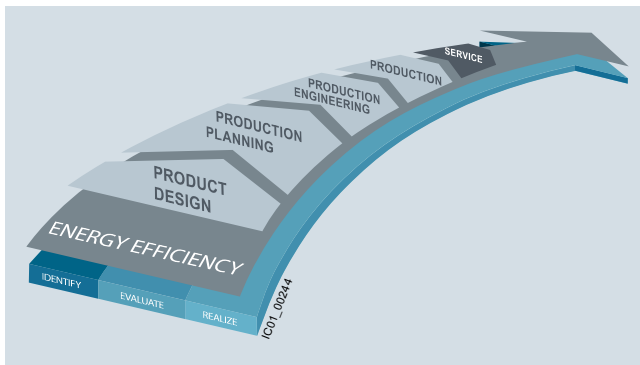 SERVICE
PRODUCTION
PRODUCTION
ENGINEERING
PRODUCTION
PLANNING
PRODUCT
DESIGN
ENERGY EFFICIENCY
IDENTIFY
EVALUATE
REALIZE
IC01_00244